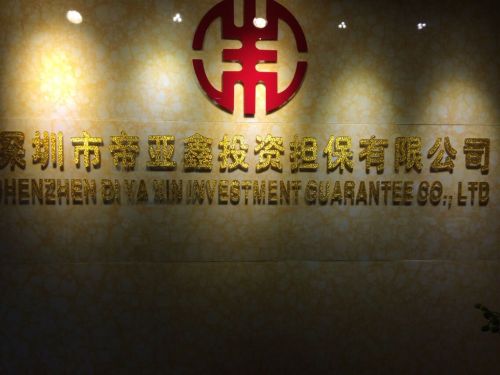 深圳市帝亚鑫投资担保有限公司
SHENZHEN DI YA XIN INVESTMENT GUARANTEE CO., LTD